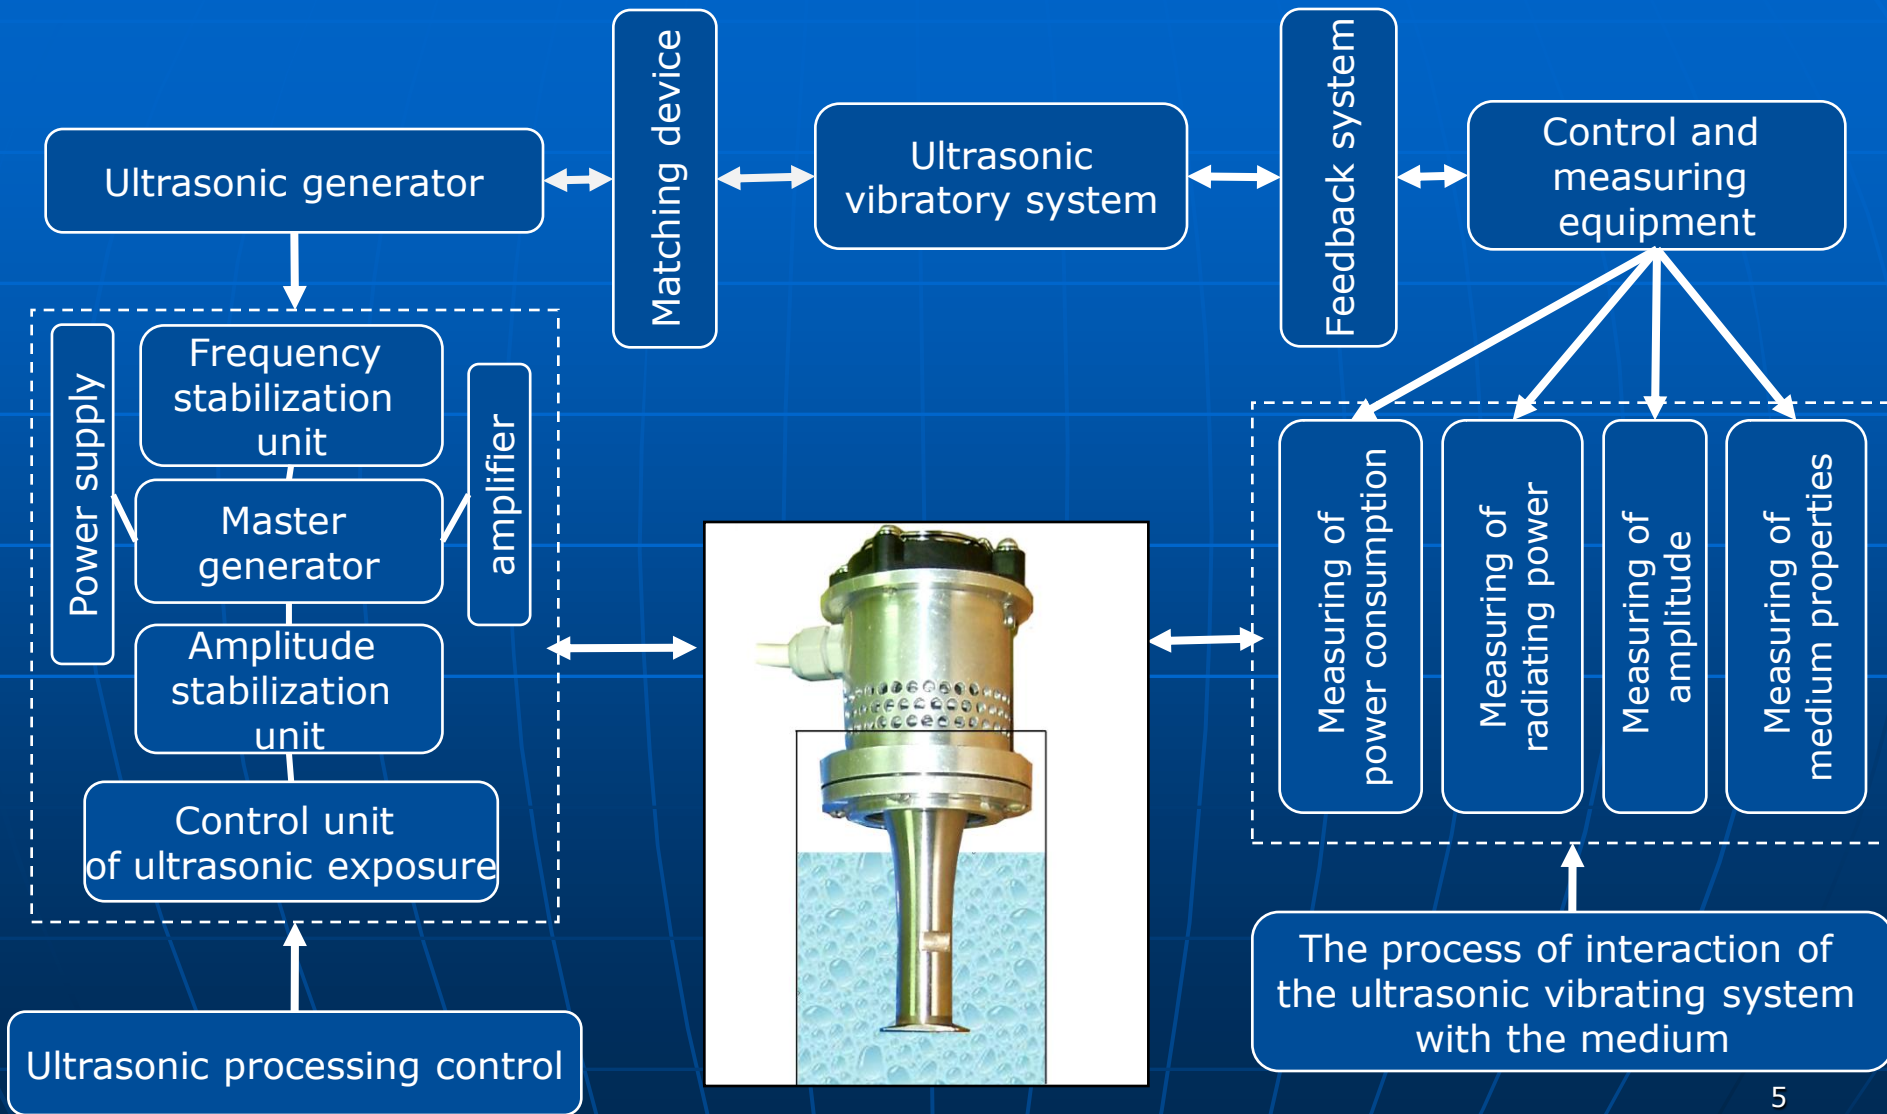 Ultrasonic generator
Matching device
Ultrasonic
vibratory system
Feedback system
Control and
measuring
equipment
Power supply
Frequency
stabilization
unit
Master
generator
amplifier
Amplitude
stabilization
unit
Control unit
of ultrasonic exposure
Ultrasonic processing control
Measuring of
power consumption
Measuring of
radiating power
Measuring of
amplitude
Measuring of
medium properties
The process of interaction of
the ultrasonic vibrating system
with the medium
5